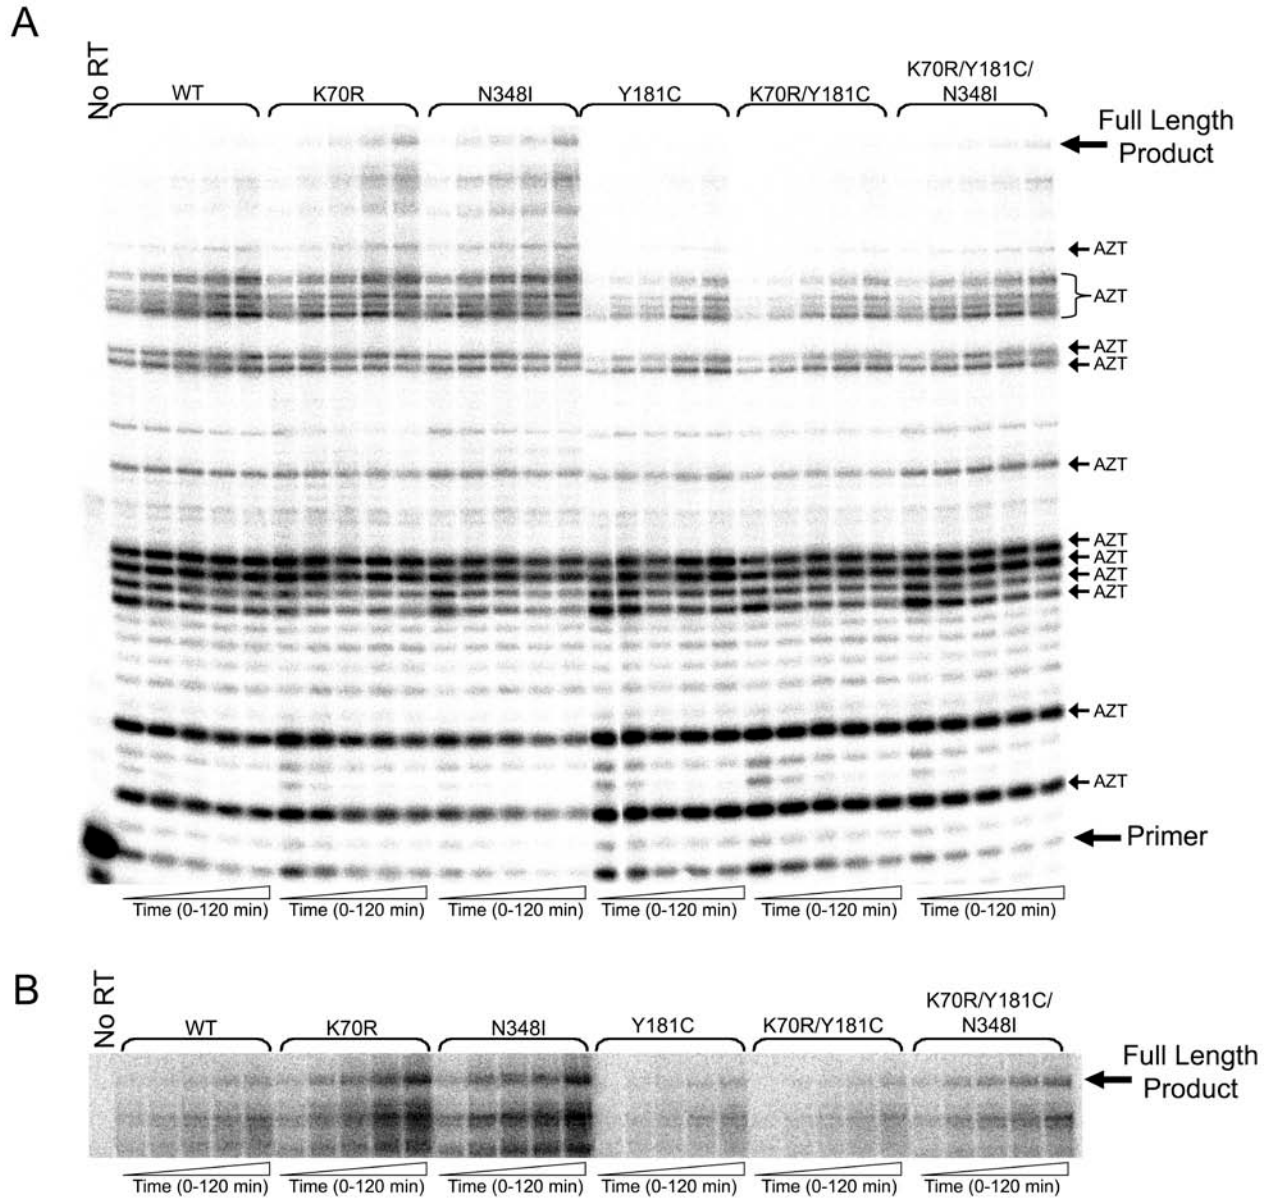 A
No RT
WT
K70R
N348I
Y181C
K70R/Y181C
K70R/Y181C/
N348I
Full Length
Product
AZT
AZT
AZT
AZT
AZT
AZT
AZT
AZT
AZT
AZT
AZT
Primer
Time (0-120 min)
Time (0-120 min)
Time (0-120 min)
Time (0-120 min)
Time (0-120 min)
Time (0-120 min)
B
No RT
WT
K70R
N348I
Y181C
K70R/Y181C
K70R/Y181C/
N348I
Full Length
Product
Time (0-120 min)
Time (0-120 min)
Time (0-120 min)
Time (0-120 min)
Time (0-120 min)
Time (0-120 min)